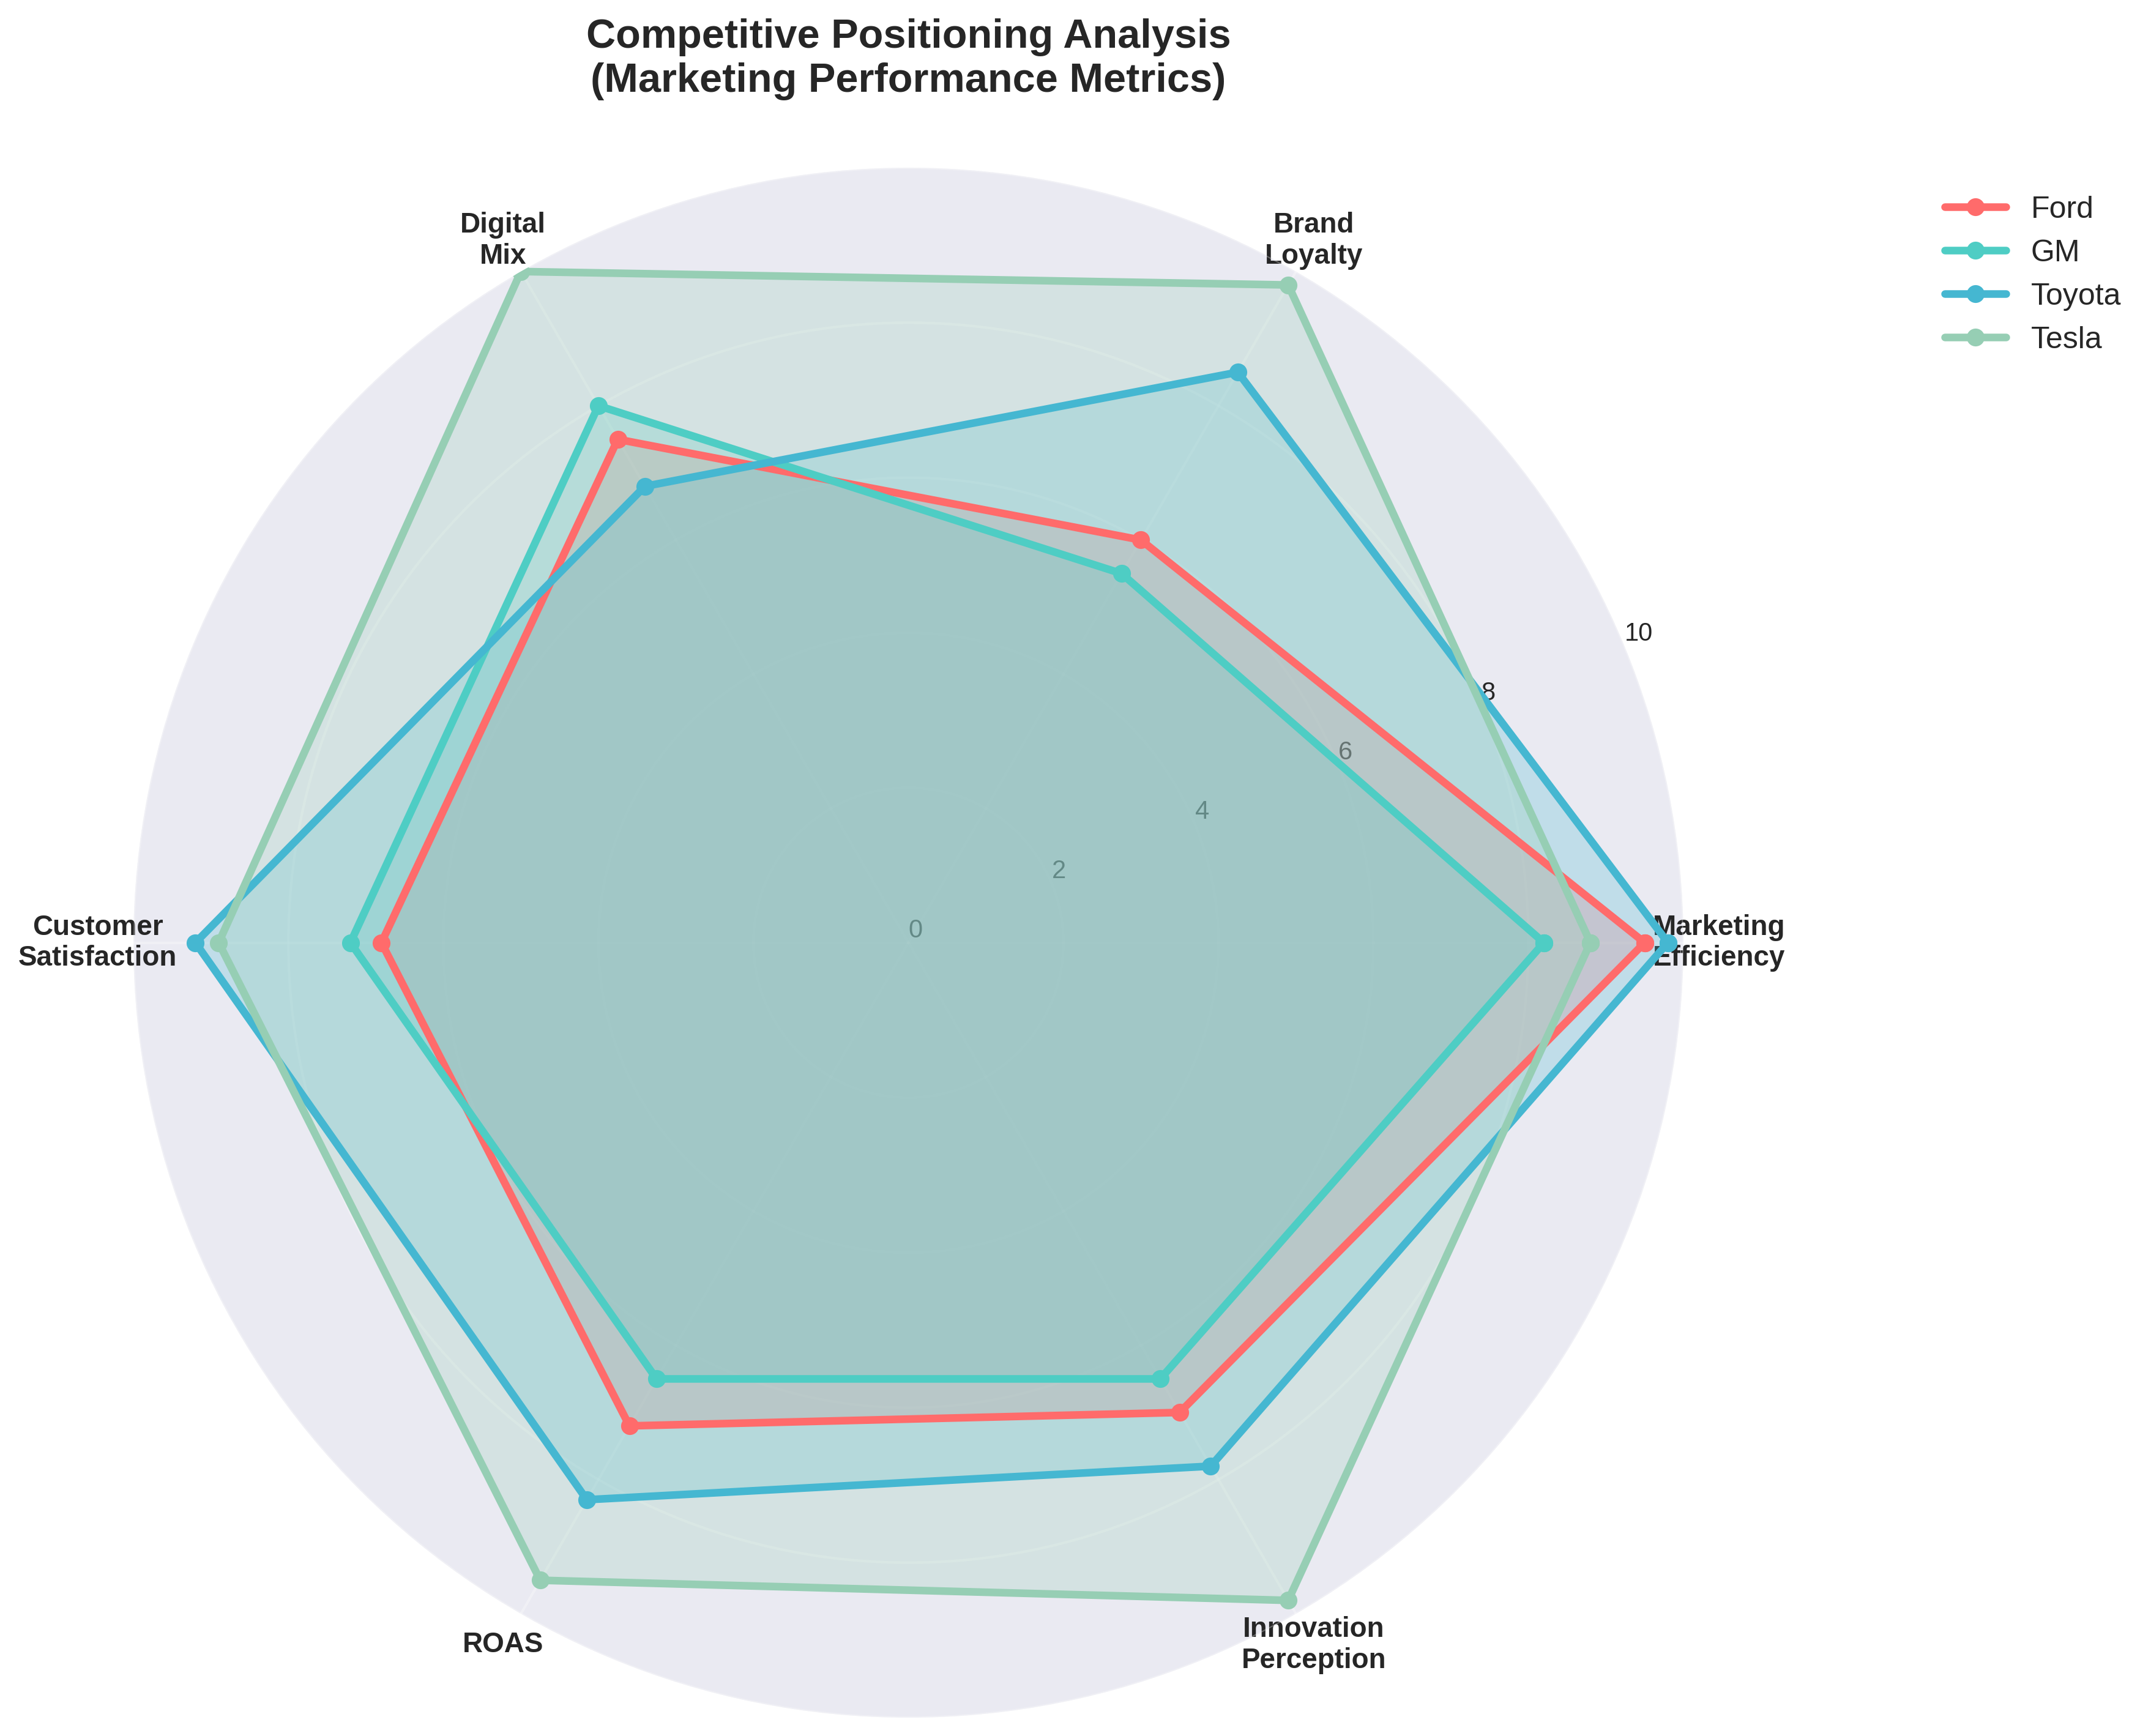 Competitive Positioning Analysis
(Marketing Performance Metrics)
Digital
Mix
Brand
Loyalty
Ford
GM
Toyota
Tesla
10
8
6
4
2
0
Customer
Satisfaction
Marketing
Efficiency
ROAS
Innovation
Perception